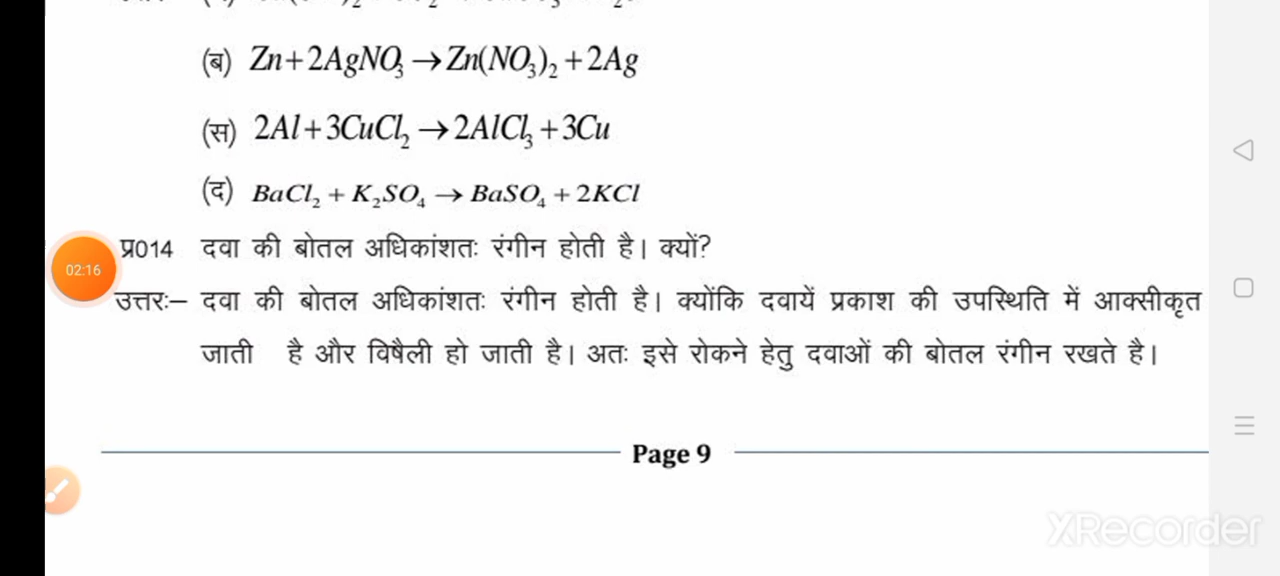 (ब) Zn+2AgNO₃ →Zn(NO₃)₂ +2Ag
(स) 2Al+3CuCl₂ →2AlCl₃ +3Cu
(द) BaCl₂ + K₂SO₄ → BaSO₄ + 2KCl
प्र014 दवा की बोतल अधिकांशतः रंगीन होती है। क्यों?
02:16
उत्तरः– दवा की बोतल अधिकांशतः रंगीन होती है। क्योंकि दवायें प्रकाश की उपस्थिति में आक्सीकृत
जाती है और विषैली हो जाती है। अतः इसे रोकने हेतु दवाओं की बोतल रंगीन रखते है।
Page 9
XRecorder